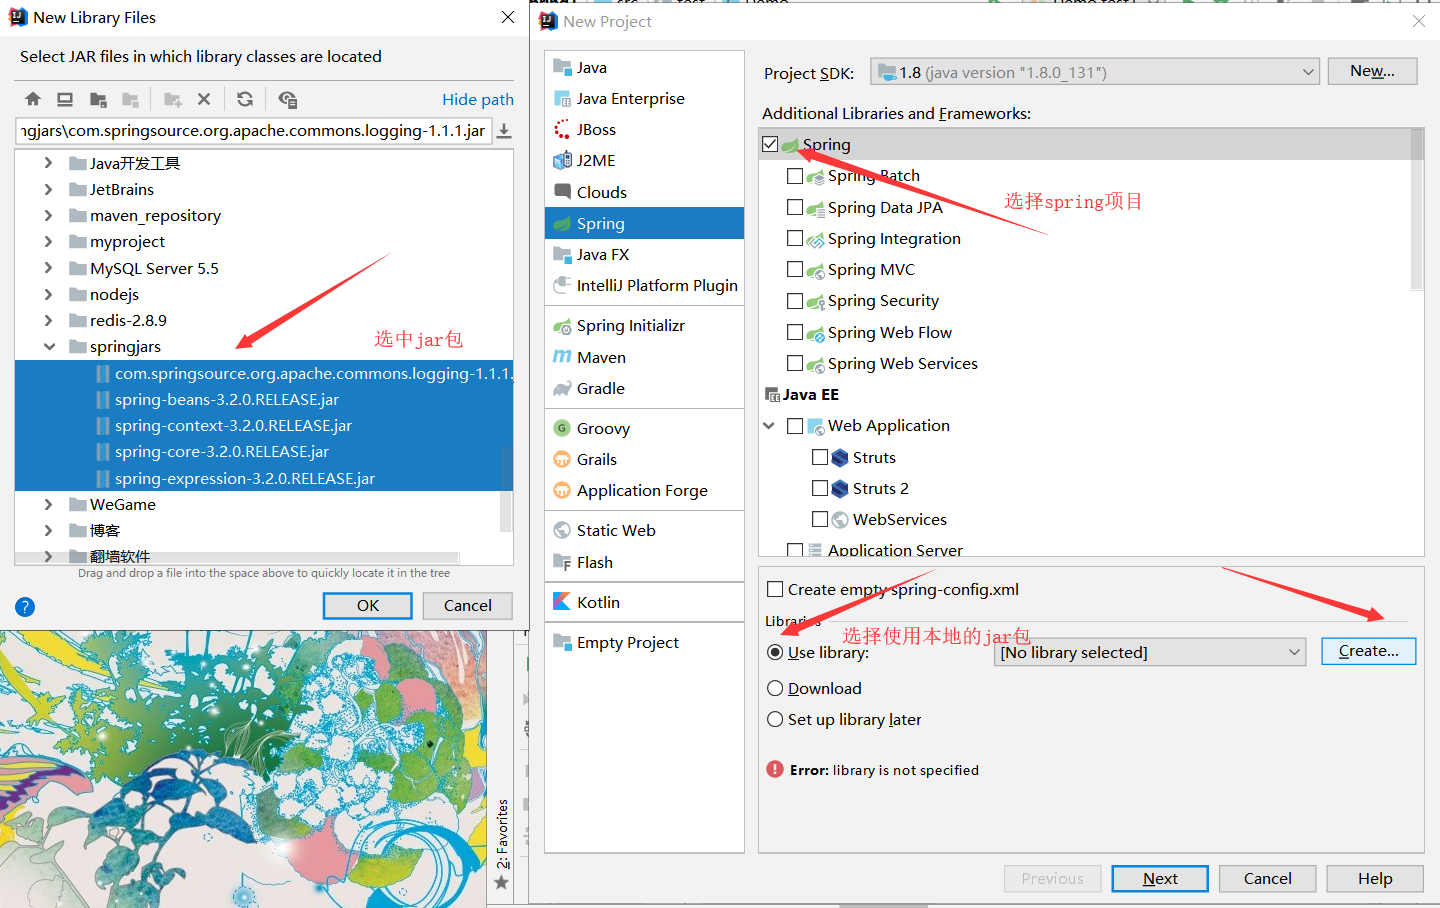 New Library Files
Select JAR files in which library classes are located
Hide path
ngjars\com.springsource.org.apache.commons.logging-1.1.1.jar
Java开发工具
JetBrains
maven_repository
myproject
MySQL Server 5.5
nodejs
redis-2.8.9
springjars
选中jar包
com.springsource.org.apache.commons.logging-1.1.1.
spring-beans-3.2.0.RELEASE.jar
spring-context-3.2.0.RELEASE.jar
spring-core-3.2.0.RELEASE.jar
spring-expression-3.2.0.RELEASE.jar
WeGame
博客
翻墙软件
Drag and drop a file into the space above to quickly locate it in the tree
?
OK
Cancel
2: Favorites
New Project
Java
Java Enterprise
JBoss
J2ME
Clouds
Spring
Java FX
IntelliJ Platform Plugin
Spring Initializr
Maven
Gradle
Groovy
Grails
Application Forge
Static Web
Flash
Kotlin
Empty Project
Project SDK:
1.8 (java version "1.8.0_131")
New...
Additional Libraries and Frameworks:
Spring
Spring Batch
选择spring项目
Spring Data JPA
Spring Integration
Spring MVC
Spring Security
Spring Web Flow
Spring Web Services
Java EE
Web Application
Struts
Struts 2
WebServices
Application Server
Create empty spring-config.xml
Libraries
选择使用本地的jar包
Use library:
[No library selected]
Create...
Download
Set up library later
Error: library is not specified
Previous
Next
Cancel
Help